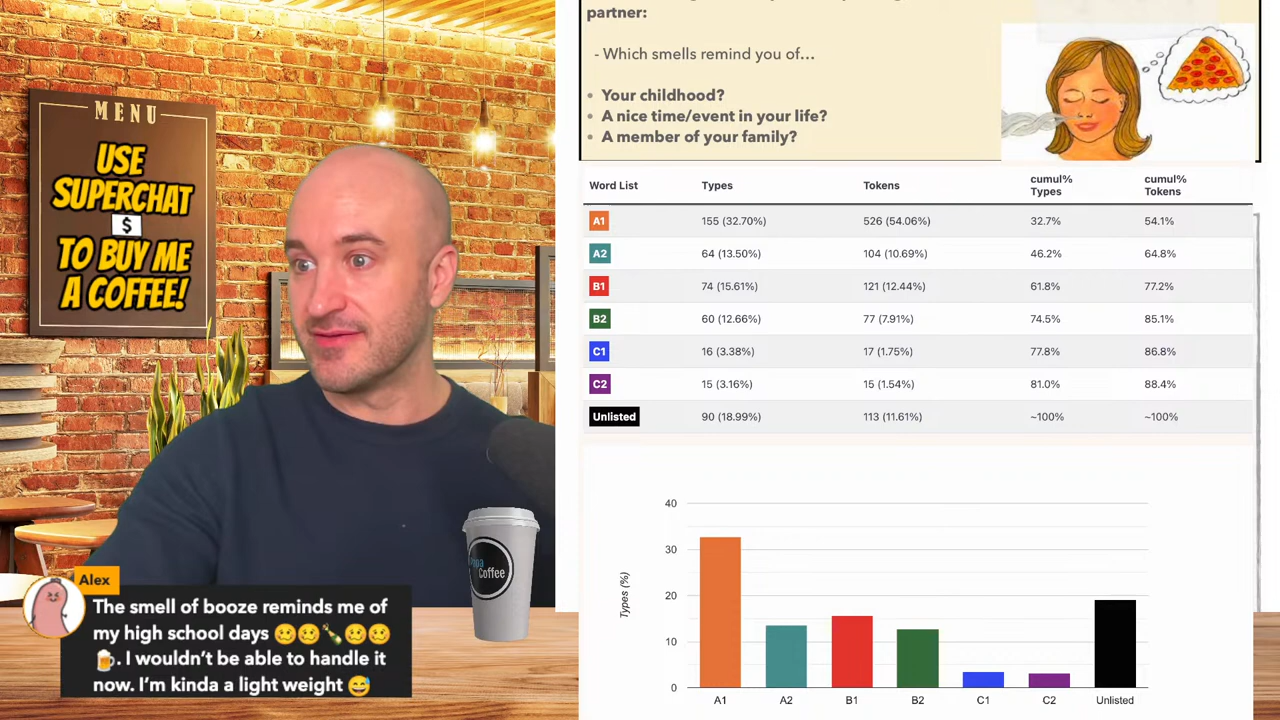 MENU
USE
SUPERCHAT
$
TO BUY ME
A COFFEE!
Coffee
Alex
The smell of booze reminds me of
my high school days 🥴🥴🍾🥴🥴
🍺. I wouldn't be able to handle it
now. I'm kinda a light weight 😅
partner:
- Which smells remind you of...
• Your childhood?
• A nice time/event in your life?
• A member of your family?
Word List Types Tokens cumul% Types cumul% Tokens
A1 155 (32.70%) 526 (54.06%) 32.7% 54.1%
A2 64 (13.50%) 104 (10.69%) 46.2% 64.8%
B1 74 (15.61%) 121 (12.44%) 61.8% 77.2%
B2 60 (12.66%) 77 (7.91%) 74.5% 85.1%
C1 16 (3.38%) 17 (1.75%) 77.8% 86.8%
C2 15 (3.16%) 15 (1.54%) 81.0% 88.4%
Unlisted 90 (18.99%) 113 (11.61%) ~100% ~100%
Types (%)
40
30
20
10
0
A1 A2 B1 B2 C1 C2 Unlisted